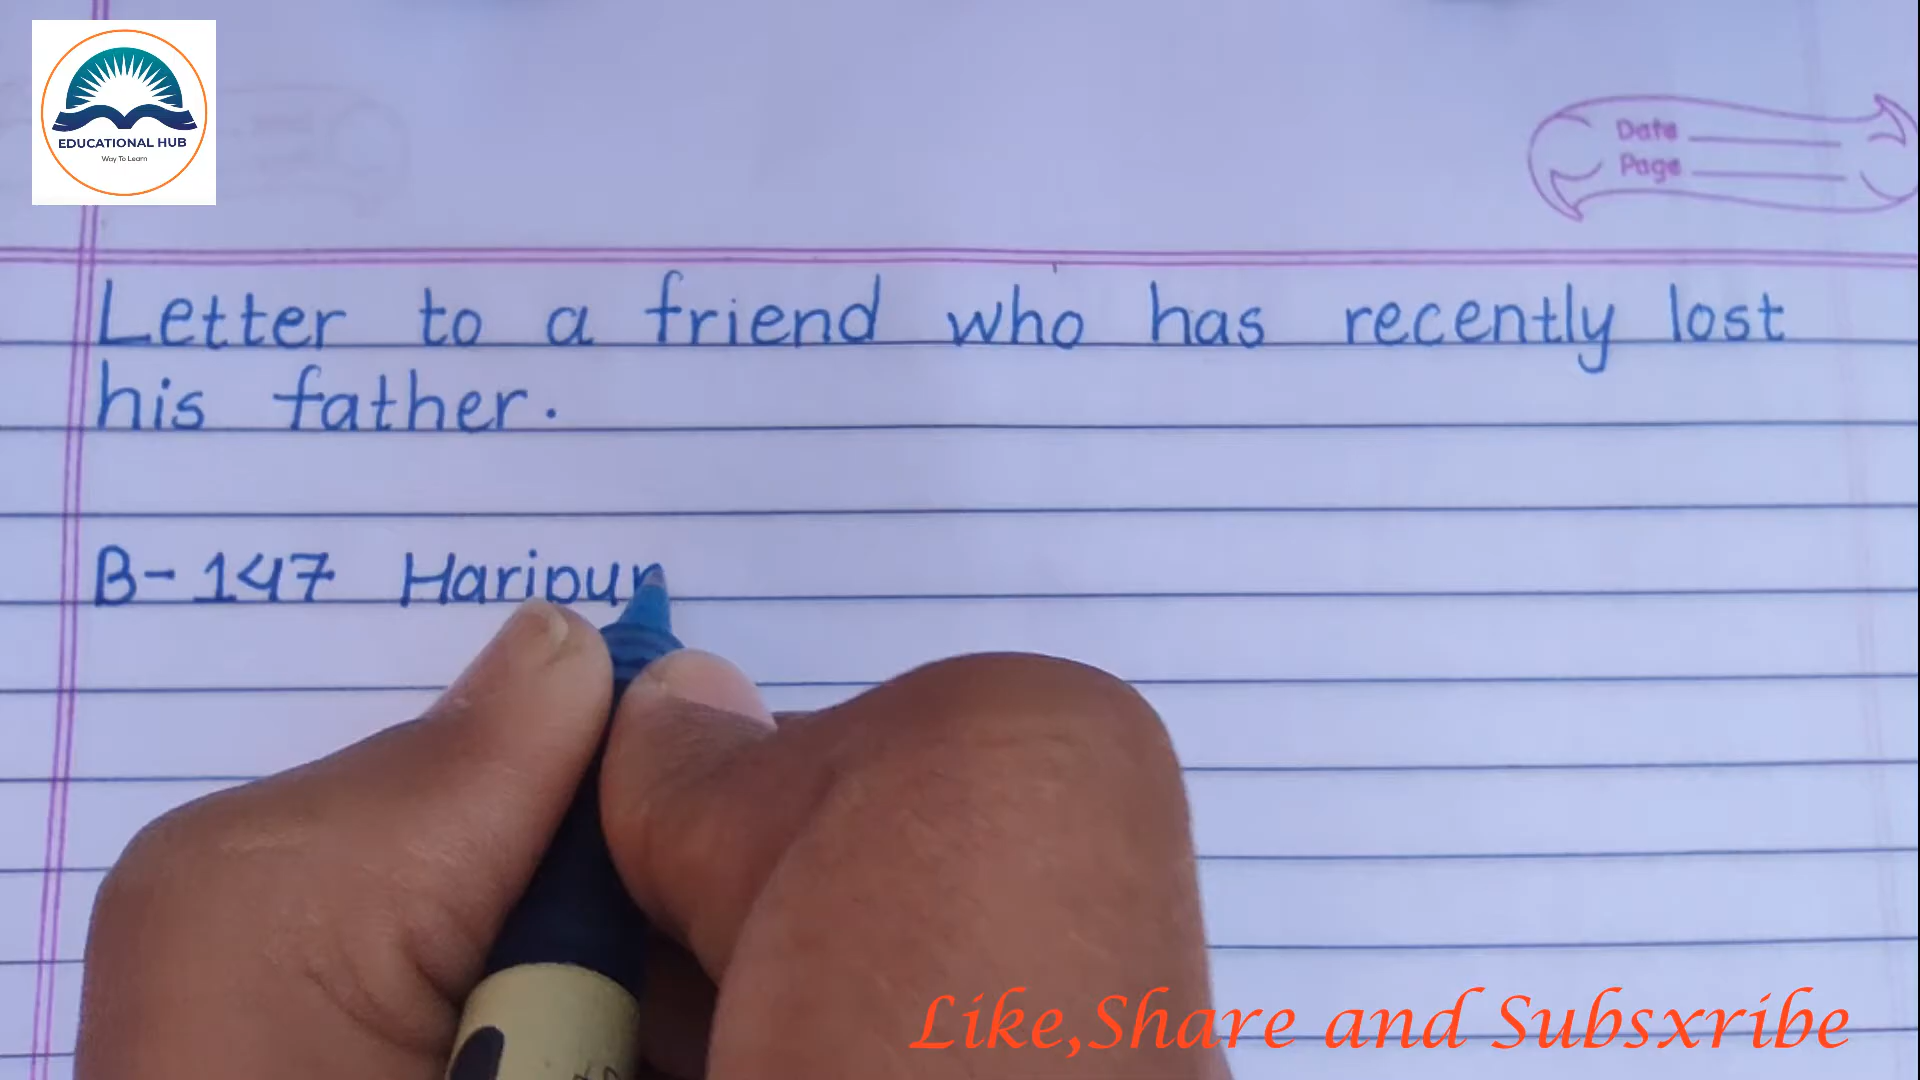 EDUCATIONAL HUB
Way To Learn
Date
Page
Letter to a friend who has recently lost
his father.
B-147 Haripur
Like,Share and Subsxribe